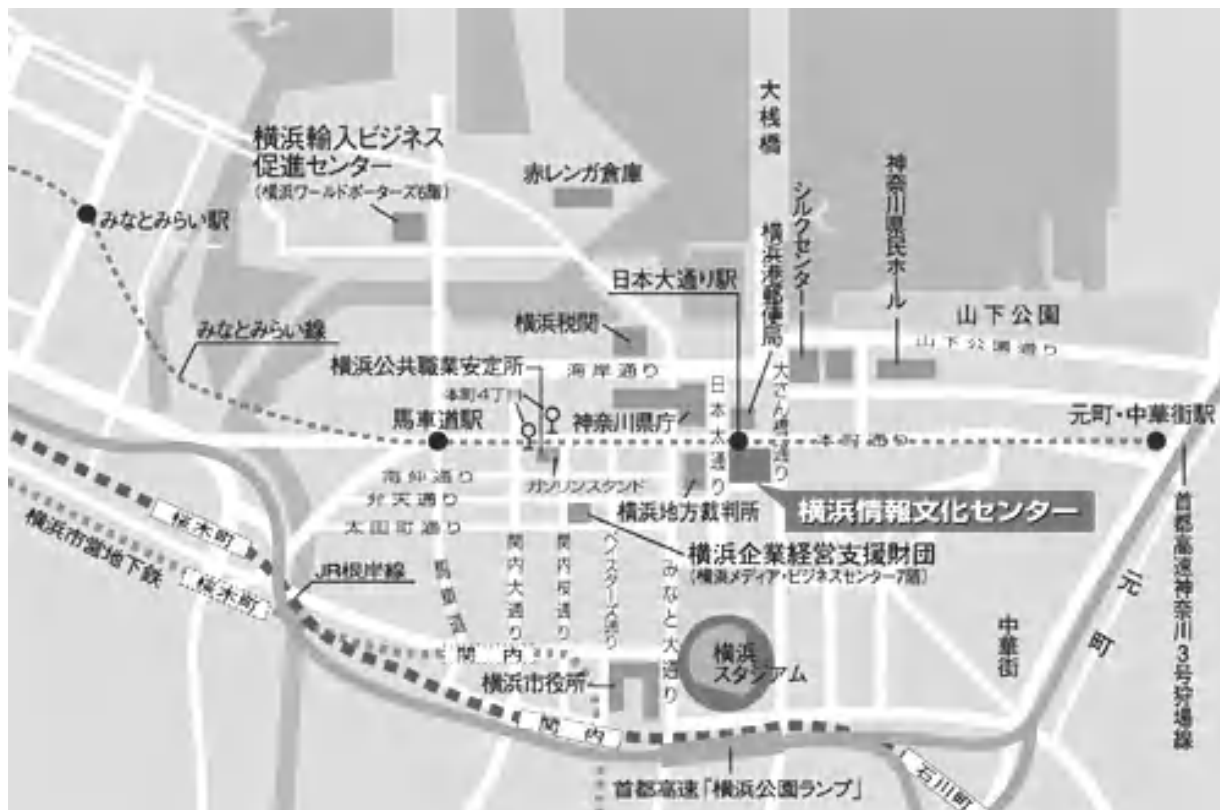 横浜輸入ビジネス
促進センター
(横浜ワールドポーターズ6階)
赤レンガ倉庫
大桟橋
シルクセンター
神奈川県民ホール
横浜港郵便局
みなとみらい駅
日本大通り駅
山下公園
山下公園通り
みなとみらい線
横浜税関
海岸通り
横浜公共職業安定所
本町4丁目
馬車道駅
神奈川県庁
日本大通り
大さん橋通り
本町通り
元町・中華街駅
南仲通り
弁天通り
太田町通り
ガソリンスタンド
横浜地方裁判所
横浜情報文化センター
横浜企業経営支援財団
(横浜メディア・ビジネスセンター7階)
桜木町
横浜市営地下鉄
桜木町
JR根岸線
馬車道
関内大通り
関内桜通り
ベイスターズ通り
みなと大通り
首都高速神奈川3号狩場線
元町
中華街
横浜
スタジアム
関内
横浜市役所
関内
石川町
首都高速「横浜公園ランプ」